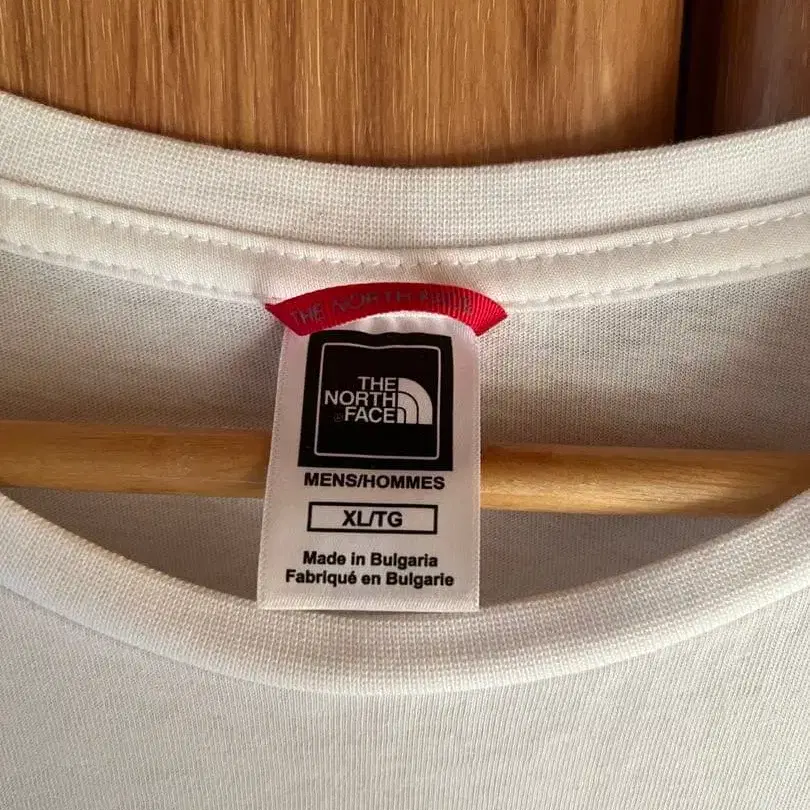 THE NORTH FACE
THE
NORTH
FACE
MENS/HOMMES
XL/TG
Made in Bulgaria
Fabriqué en Bulgarie